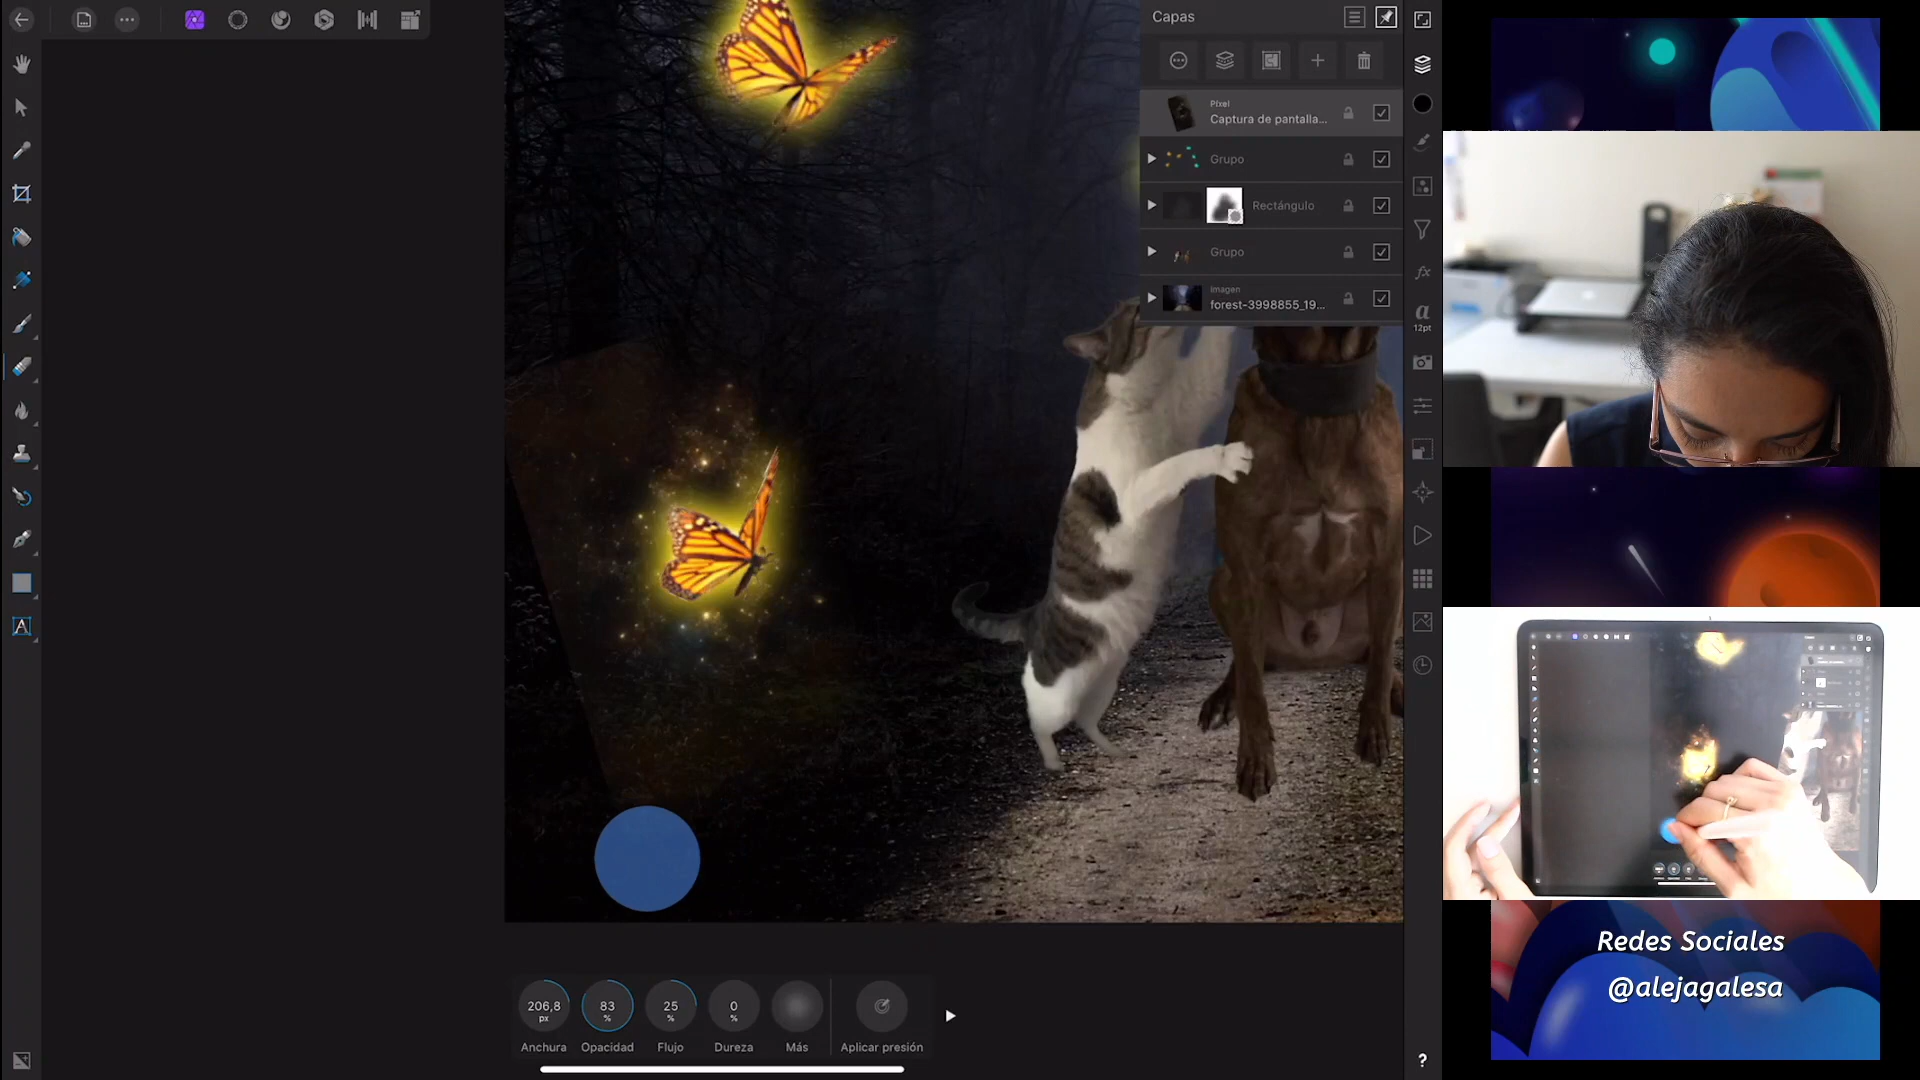 Capas
Píxel
Captura de pantalla...
Grupo
Rectángulo
Grupo
Imagen
forest-3998855_19...
fx
a
12pt
A
206,8
px
83
%
25
%
0
%
Anchura
Opacidad
Flujo
Dureza
Más
Aplicar presión
?
Redes Sociales
@alejagalesa